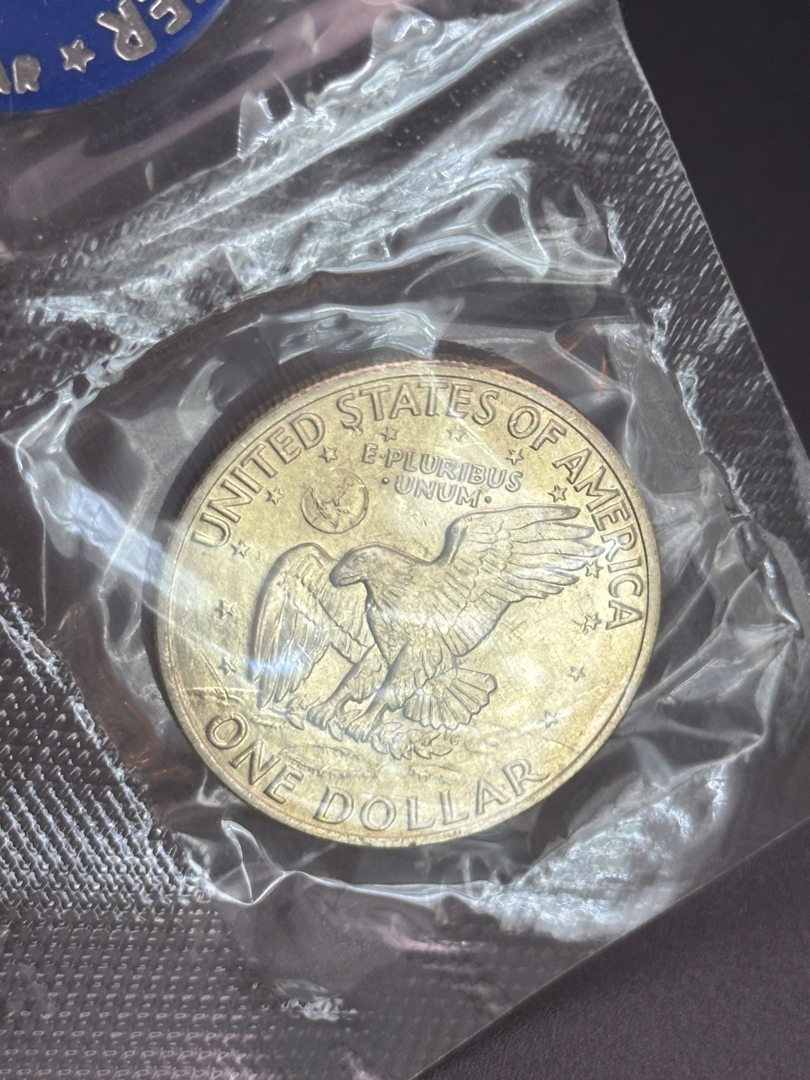 UNITED STATES OF AMERICA
E·PLURIBUS
·UNUM·
ONE DOLLAR